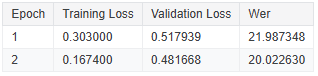 Epoch Training Loss Validation Loss Wer
1 0.303000 0.517939 21.987348
2 0.167400 0.481668 20.022630